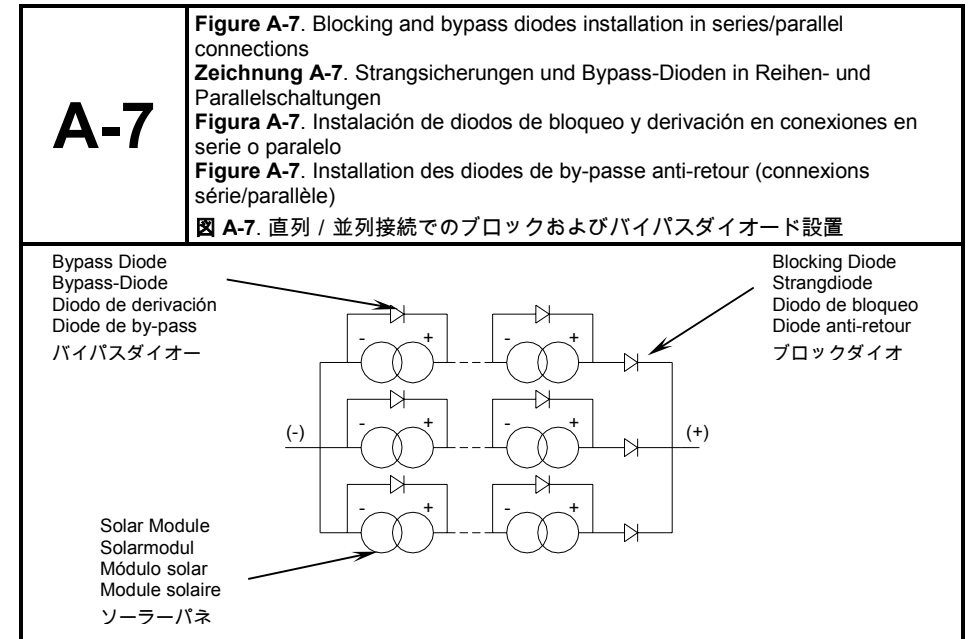 A-7
Figure A-7. Blocking and bypass diodes installation in series/parallel
connections
Zeichnung A-7. Strangsicherungen und Bypass-Dioden in Reihen- und
Parallelschaltungen
Figura A-7. Instalación de diodos de bloqueo y derivación en conexiones en
serie o paralelo
Figure A-7. Installation des diodes de by-passe anti-retour (connexions
série/parallèle)
図 A-7. 直列 / 並列接続でのブロックおよびバイパスダイオード設置
Bypass Diode
Bypass-Diode
Diodo de derivación
Diode de by-pass
バイパスダイオー
Blocking Diode
Strangdiode
Diodo de bloqueo
Diode anti-retour
ブロックダイオ
- + - +
(-) - + - + (+)
- + - +
Solar Module
Solarmodul
Módulo solar
Module solaire
ソーラーパネ